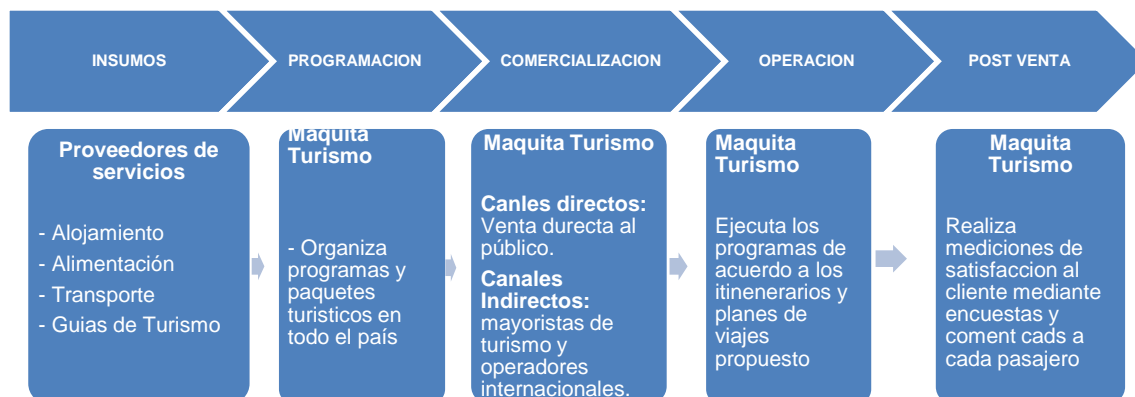 INSUMOS
PROGRAMACION
COMERCIALIZACION
OPERACION
POST VENTA
Proveedores de
servicios
- Alojamiento
- Alimentación
- Transporte
- Guias de Turismo
Maquita
Turismo
- Organiza
programas y
paquetes
turisticos en
todo el país
Maquita Turismo
Canles directos:
Venta durecta al
público.
Canales
Indirectos:
mayoristas de
turismo y
operadores
internacionales.
Maquita
Turismo
Ejecuta los
programas de
acuerdo a los
itinenerarios y
planes de
viajes
propuesto
Maquita
Turismo
Realiza
mediciones de
satisfaccion al
cliente mediante
encuestas y
coment cads a
cada pasajero